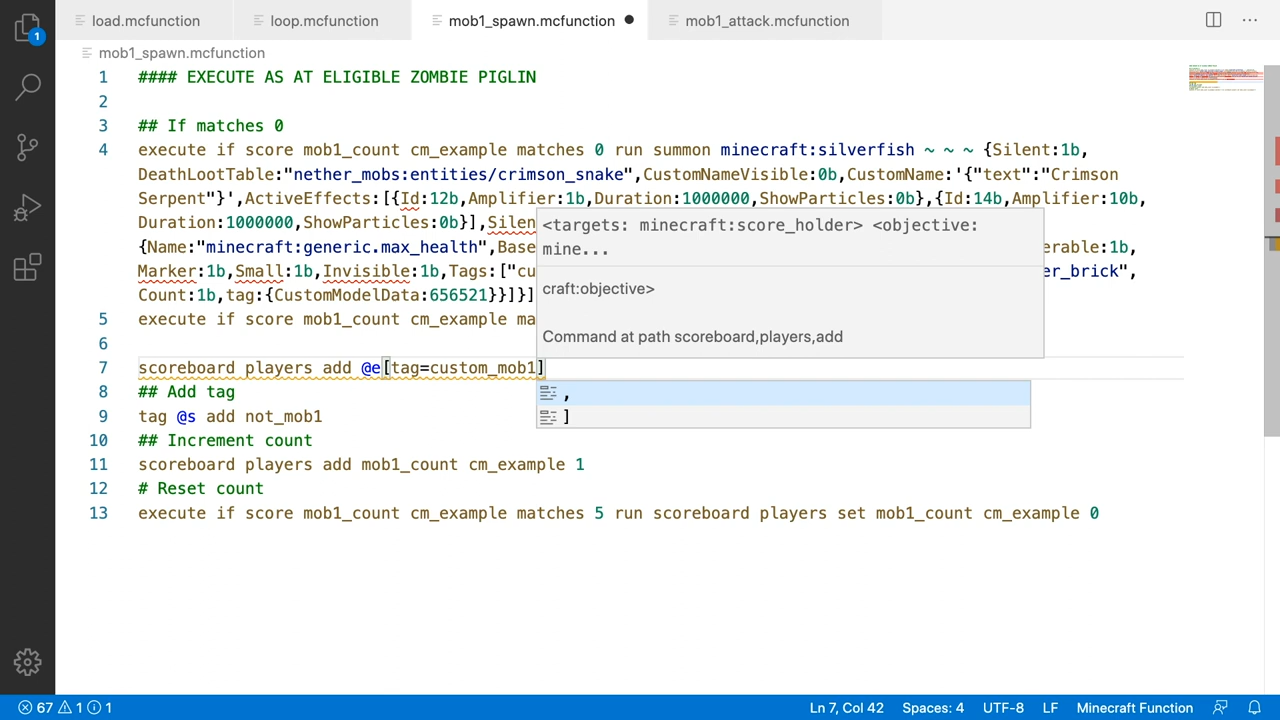 load.mcfunction
loop.mcfunction
mob1_spawn.mcfunction
mob1_attack.mcfunction
1
mob1_spawn.mcfunction
1 #### EXECUTE AS AT ELIGIBLE ZOMBIE PIGLIN
2
3 ## If matches 0
4 execute if score mob1_count cm_example matches 0 run summon minecraft:silverfish ~ ~ ~ {Silent:1b,
DeathLootTable:"nether_mobs:entities/crimson_snake",CustomNameVisible:0b,CustomName:'{"text":"Crimson
Serpent"}',ActiveEffects:[{Id:12b,Amplifier:1b,Duration:1000000,ShowParticles:0b},{Id:14b,Amplifier:10b,
Duration:1000000,ShowParticles:0b}],Silen
{Name:"minecraft:generic.max_health",Base
erable:1b,
Marker:1b,Small:1b,Invisible:1b,Tags:["cu
er_brick",
Count:1b,tag:{CustomModelData:656521}}]}]
<targets: minecraft:score_holder> <objective:
mine...
craft:objective>
Command at path scoreboard,players,add
5 execute if score mob1_count cm_example ma
6
7 scoreboard players add @e[tag=custom_mob1]
,
]
8 ## Add tag
9 tag @s add not_mob1
10 ## Increment count
11 scoreboard players add mob1_count cm_example 1
12 # Reset count
13 execute if score mob1_count cm_example matches 5 run scoreboard players set mob1_count cm_example 0
67 1 1
Ln 7, Col 42 Spaces: 4 UTF-8 LF Minecraft Function